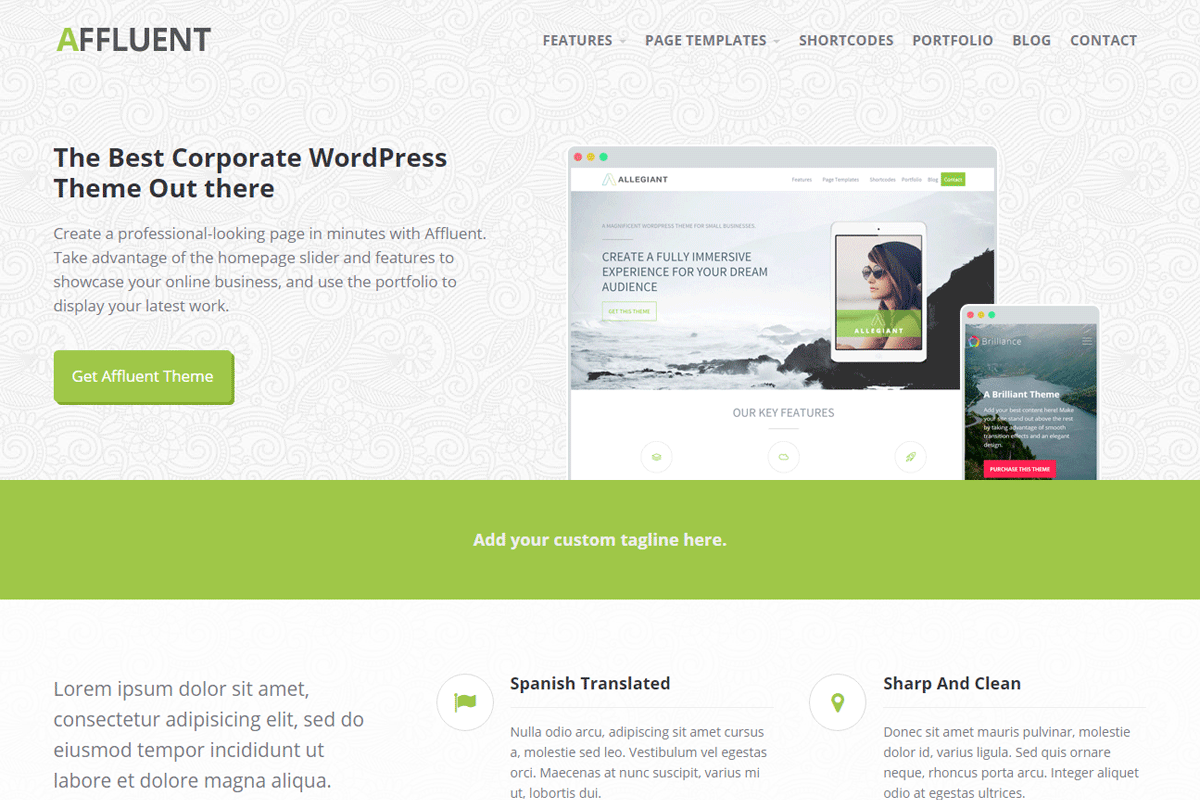 AFFLUENT
FEATURES PAGE TEMPLATES SHORTCODES PORTFOLIO BLOG CONTACT
The Best Corporate WordPress
Theme Out there
Create a professional-looking page in minutes with Affluent.
Take advantage of the homepage slider and features to
showcase your online business, and use the portfolio to
display your latest work.
Get Affluent Theme
ALLEGIANT
Features Page Templates Shortcodes Portfolio Blog Contact
A MAGNIFICENT WORDPRESS THEME FOR SMALL BUSINESSES.
CREATE A FULLY IMMERSIVE
EXPERIENCE FOR YOUR DREAM
AUDIENCE
GET THIS THEME
ALLEGIANT
OUR KEY FEATURES
Brilliance
A Brilliant Theme
Add your best content here! Make
your site stand out above the rest
by taking advantage of smooth
transition effects and an elegant
design.
PURCHASE THIS THEME
Add your custom tagline here.
Lorem ipsum dolor sit amet,
consectetur adipisicing elit, sed do
eiusmod tempor incididunt ut
labore et dolore magna aliqua.
Spanish Translated
Nulla odio arcu, adipiscing sit amet cursus
a, molestie sed leo. Vestibulum vel egestas
orci. Maecenas at nunc suscipit, varius mi
ut, lobortis dui.
Sharp And Clean
Donec sit amet mauris pulvinar, molestie
dolor id, varius ligula. Sed quis ornare
neque, rhoncus porta arcu. Integer aliquet
odio at egestas ultrices.